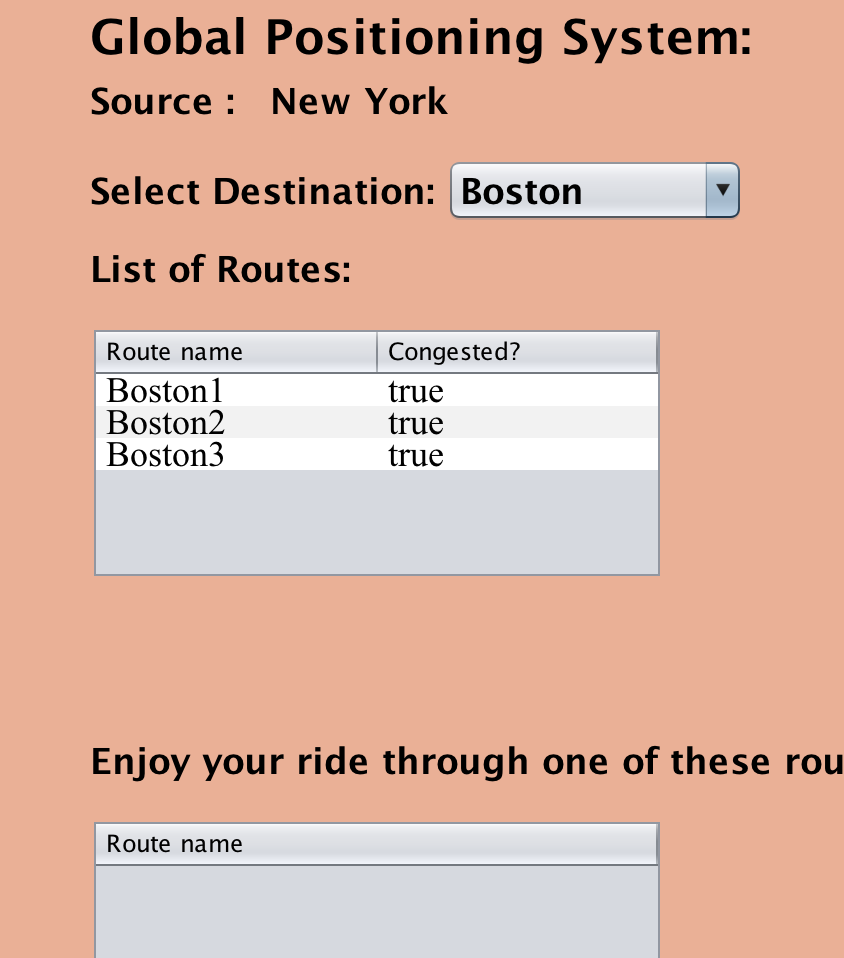 Global Positioning System:
Source :   New York
Select Destination: Boston
List of Routes:
Route name Congested?
Boston1 true
Boston2 true
Boston3 true
Enjoy your ride through one of these rou
Route name